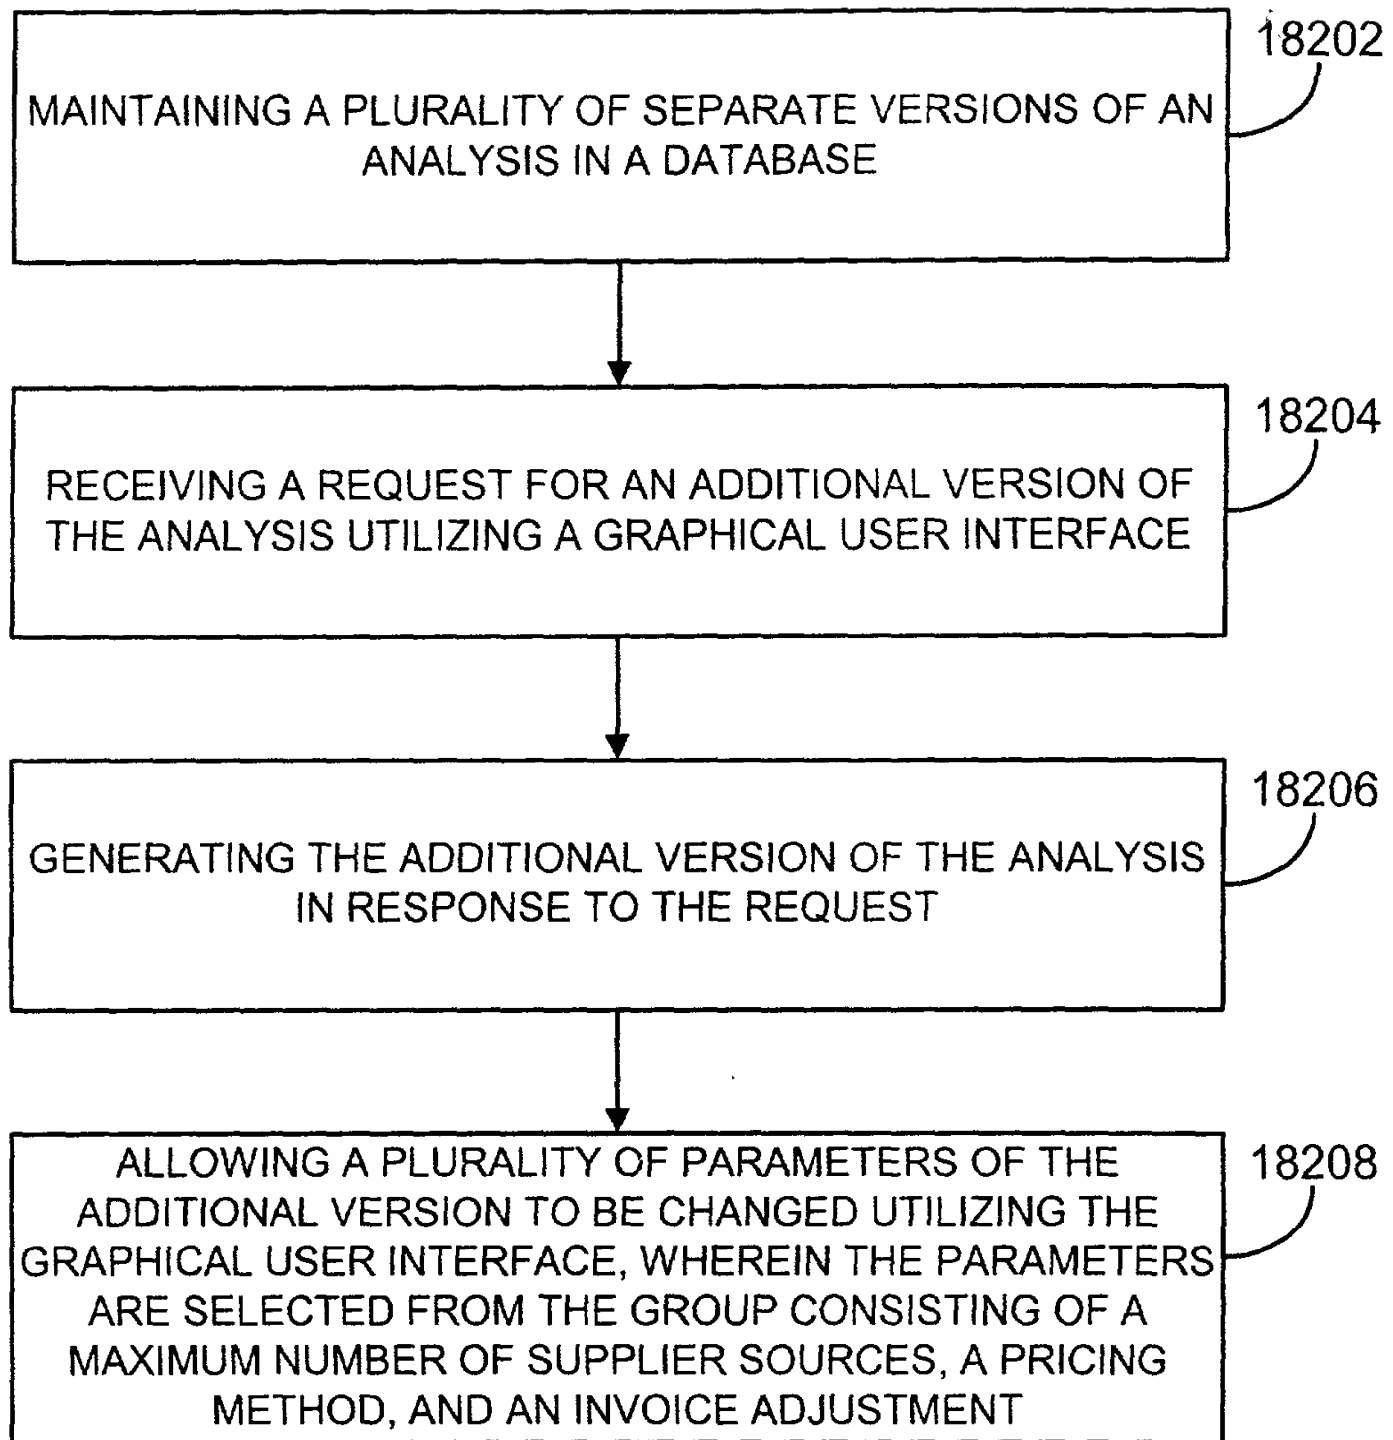 18202
MAINTAINING A PLURALITY OF SEPARATE VERSIONS OF AN
ANALYSIS IN A DATABASE
18204
RECEIVING A REQUEST FOR AN ADDITIONAL VERSION OF
THE ANALYSIS UTILIZING A GRAPHICAL USER INTERFACE
18206
GENERATING THE ADDITIONAL VERSION OF THE ANALYSIS
IN RESPONSE TO THE REQUEST
18208
ALLOWING A PLURALITY OF PARAMETERS OF THE
ADDITIONAL VERSION TO BE CHANGED UTILIZING THE
GRAPHICAL USER INTERFACE, WHEREIN THE PARAMETERS
ARE SELECTED FROM THE GROUP CONSISTING OF A
MAXIMUM NUMBER OF SUPPLIER SOURCES, A PRICING
METHOD, AND AN INVOICE ADJUSTMENT